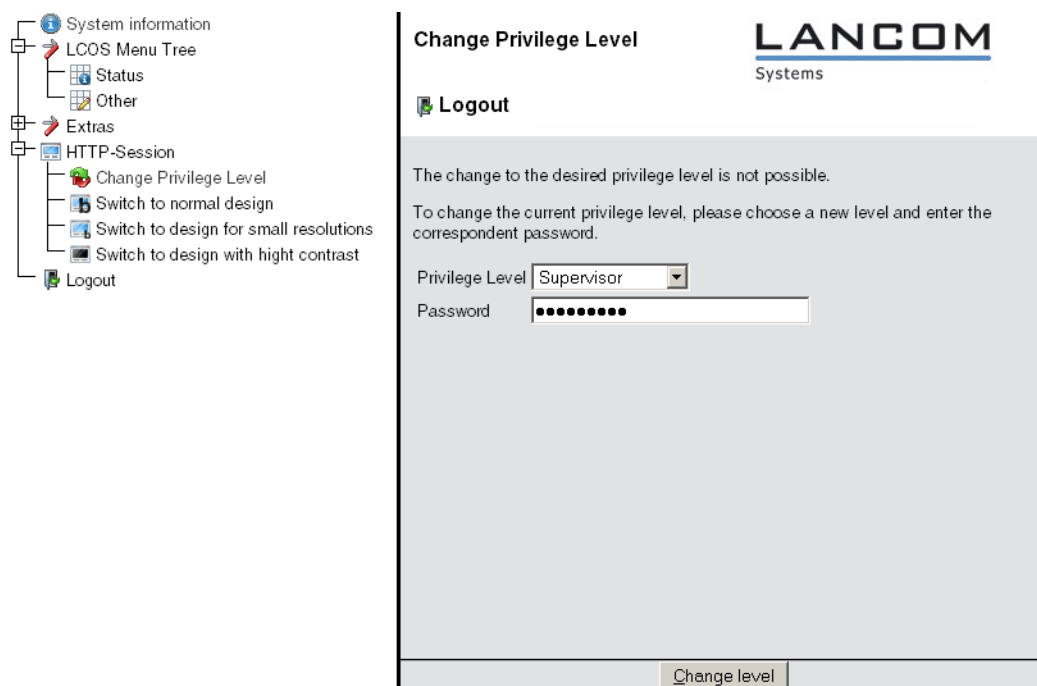 System information
LCOS Menu Tree
Status
Other
Extras
HTTP-Session
Change Privilege Level
Switch to normal design
Switch to design for small resolutions
Switch to design with hight contrast
Logout
Change Privilege Level
LANCOM
Systems
Logout
The change to the desired privilege level is not possible.
To change the current privilege level, please choose a new level and enter the
correspondent password.
Privilege Level Supervisor
Password ●●●●●●●●●
Change level